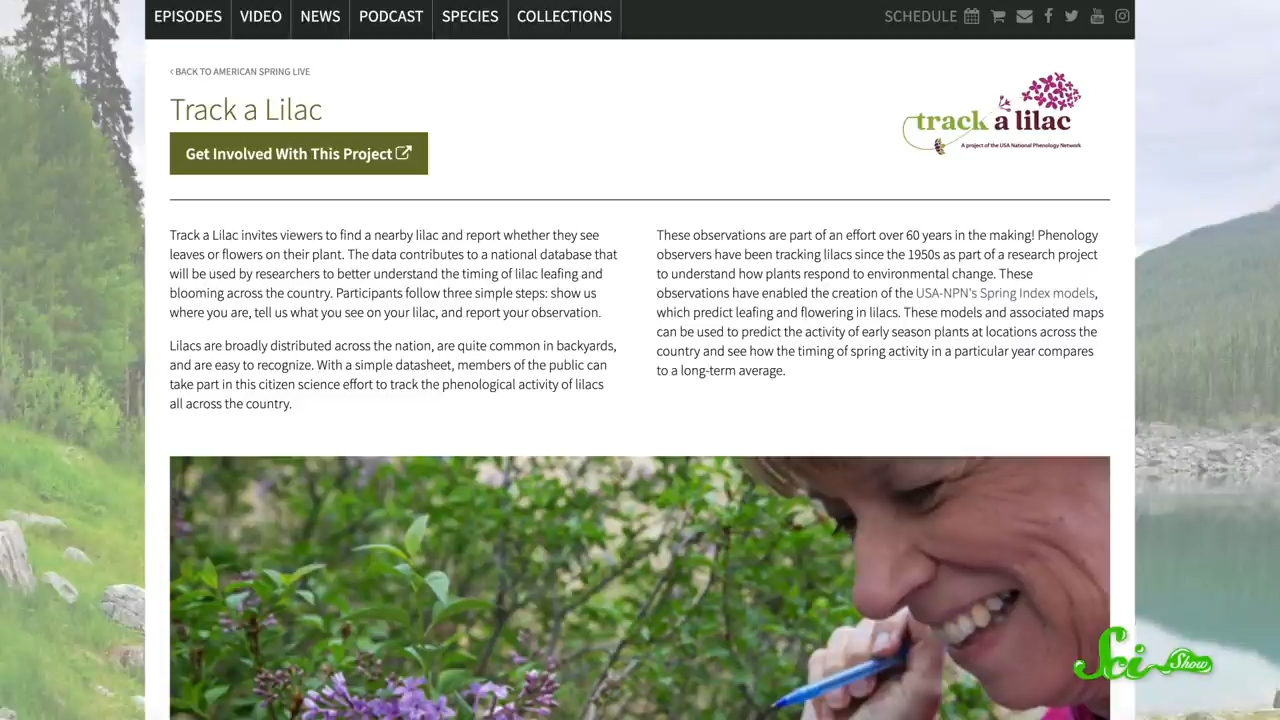 EPISODES VIDEO NEWS PODCAST SPECIES COLLECTIONS SCHEDULE
‹ BACK TO AMERICAN SPRING LIVE
Track a Lilac
Get Involved With This Project
track a lilac
A project of the USA National Phenology Network
Track a Lilac invites viewers to find a nearby lilac and report whether they see
leaves or flowers on their plant. The data contributes to a national database that
will be used by researchers to better understand the timing of lilac leafing and
blooming across the country. Participants follow three simple steps: show us
where you are, tell us what you see on your lilac, and report your observation.
Lilacs are broadly distributed across the nation, are quite common in backyards,
and are easy to recognize. With a simple datasheet, members of the public can
take part in this citizen science effort to track the phenological activity of lilacs
all across the country.
These observations are part of an effort over 60 years in the making! Phenology
observers have been tracking lilacs since the 1950s as part of a research project
to understand how plants respond to environmental change. These
observations have enabled the creation of the USA-NPN's Spring Index models,
which predict leafing and flowering in lilacs. These models and associated maps
can be used to predict the activity of early season plants at locations across the
country and see how the timing of spring activity in a particular year compares
to a long-term average.
Sci Show